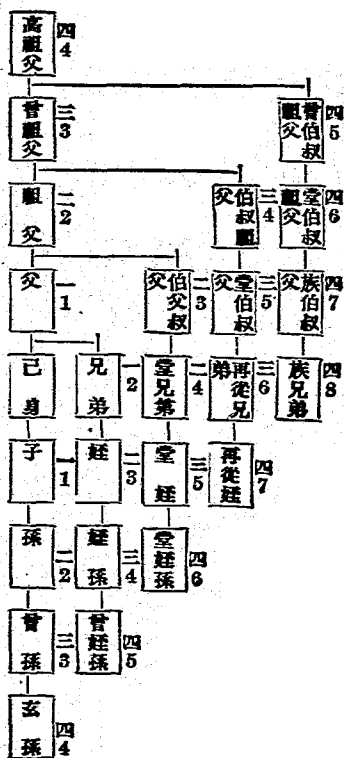 高祖父 四4
曾祖父 三3
曾伯叔祖父 四5
祖父 二2
伯叔祖父 三4
堂伯叔祖父 四6
父 一1
伯父叔父 二3
堂伯叔父 三5
族伯叔父 四7
己身
兄弟 一2
堂兄弟 二4
再從兄弟 三6
族兄弟 四8
子 一1
姪 二3
堂姪 三5
再從姪 四7
孫 二2
姪孫 三4
堂姪孫 四6
曾孫 三3
曾姪孫 四5
玄孫 四4